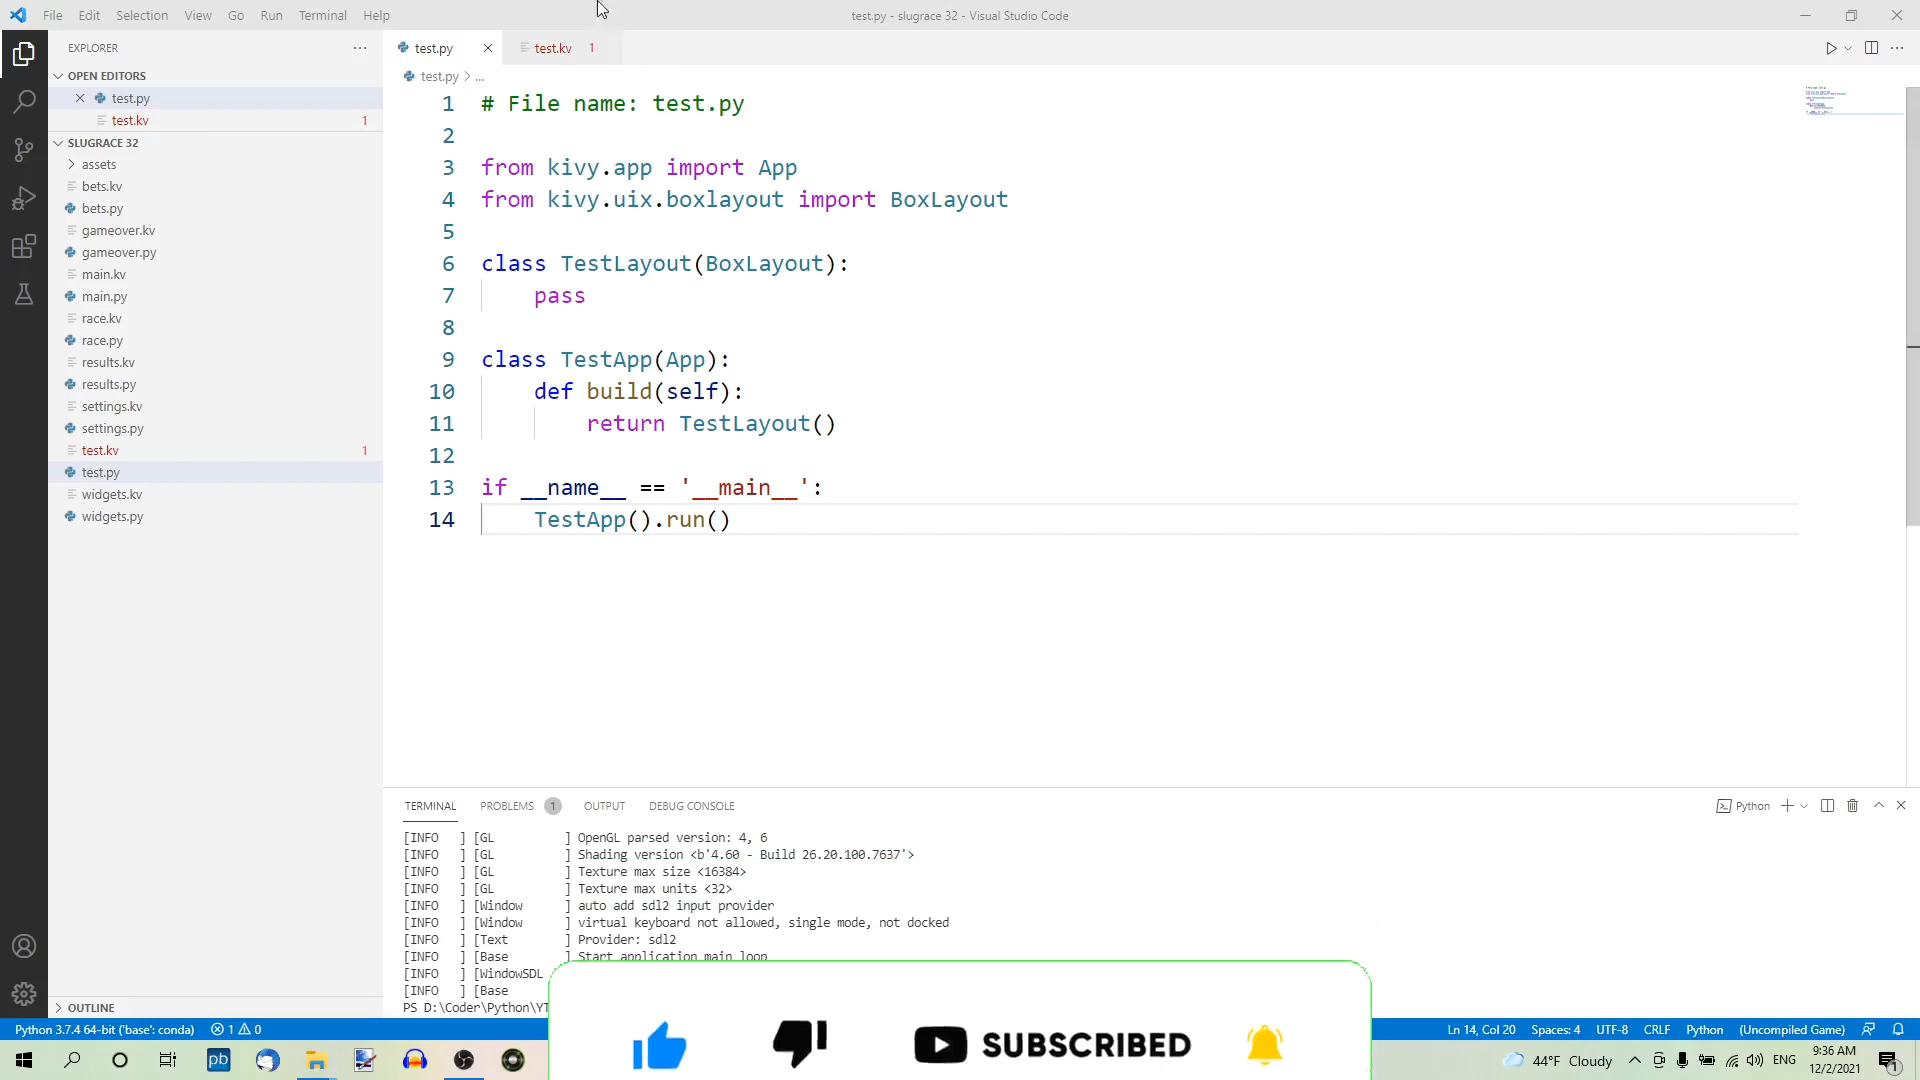 File Edit Selection View Go Run Terminal Help
test.py - slugrace 32 - Visual Studio Code
EXPLORER
OPEN EDITORS
test.py
test.kv 1
SLUGRACE 32
assets
bets.kv
bets.py
gameover.kv
gameover.py
main.kv
main.py
race.kv
race.py
results.kv
results.py
settings.kv
settings.py
test.kv 1
test.py
widgets.kv
widgets.py
OUTLINE
test.py test.kv 1
test.py > ...
1 # File name: test.py
2
3 from kivy.app import App
4 from kivy.uix.boxlayout import BoxLayout
5
6 class TestLayout(BoxLayout):
7 pass
8
9 class TestApp(App):
10 def build(self):
11 return TestLayout()
12
13 if __name__ == '__main__':
14 TestApp().run()
TERMINAL PROBLEMS 1 OUTPUT DEBUG CONSOLE
Python
[INFO ] [GL ] OpenGL parsed version: 4, 6
[INFO ] [GL ] Shading version <b'4.60 - Build 26.20.100.7637'>
[INFO ] [GL ] Texture max size <16384>
[INFO ] [GL ] Texture max units <32>
[INFO ] [Window ] auto add sdl2 input provider
[INFO ] [Window ] virtual keyboard not allowed, single mode, not docked
[INFO ] [Text ] Provider: sdl2
[INFO ] [Base ] Start application main loop
[INFO ] [WindowSDL
[INFO ] [Base
PS D:\Coder\Python\YT
SUBSCRIBED
Python 3.7.4 64-bit ('base': conda) 1 0
Ln 14, Col 20 Spaces: 4 UTF-8 CRLF Python (Uncompiled Game)
pb
44°F Cloudy ENG
9:36 AM
12/2/2021
1